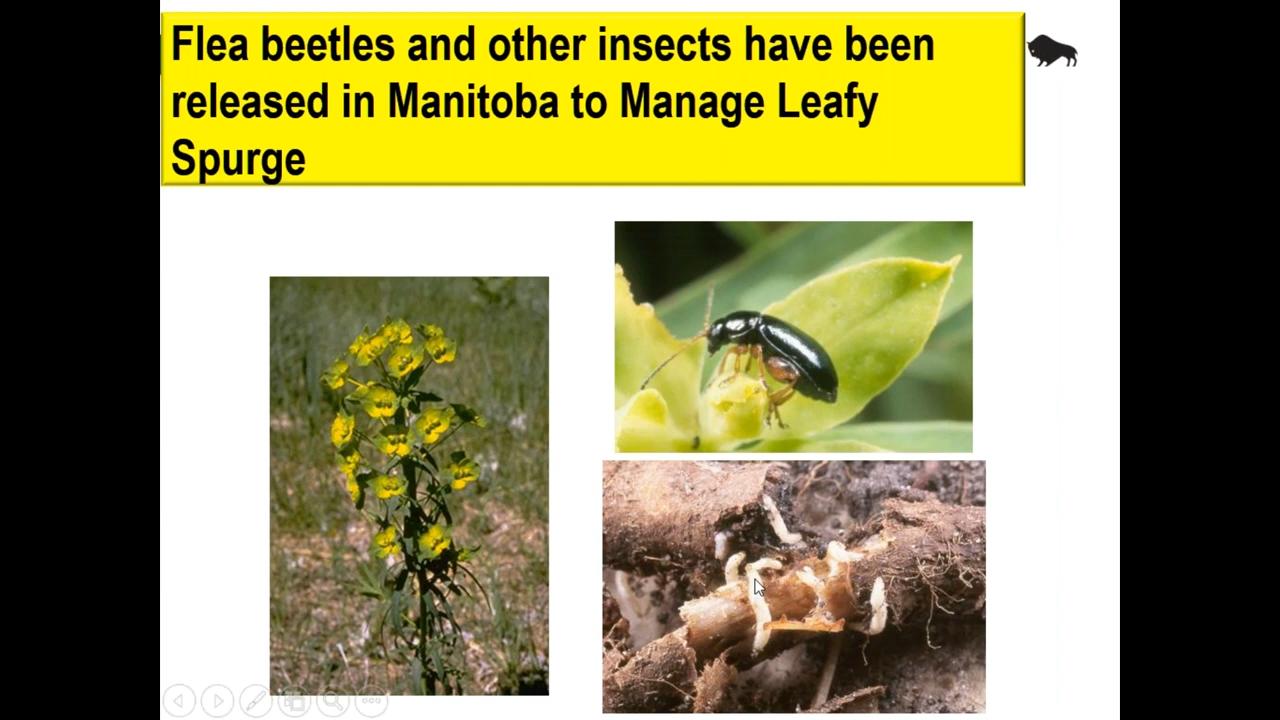 Flea beetles and other insects have been
released in Manitoba to Manage Leafy
Spurge